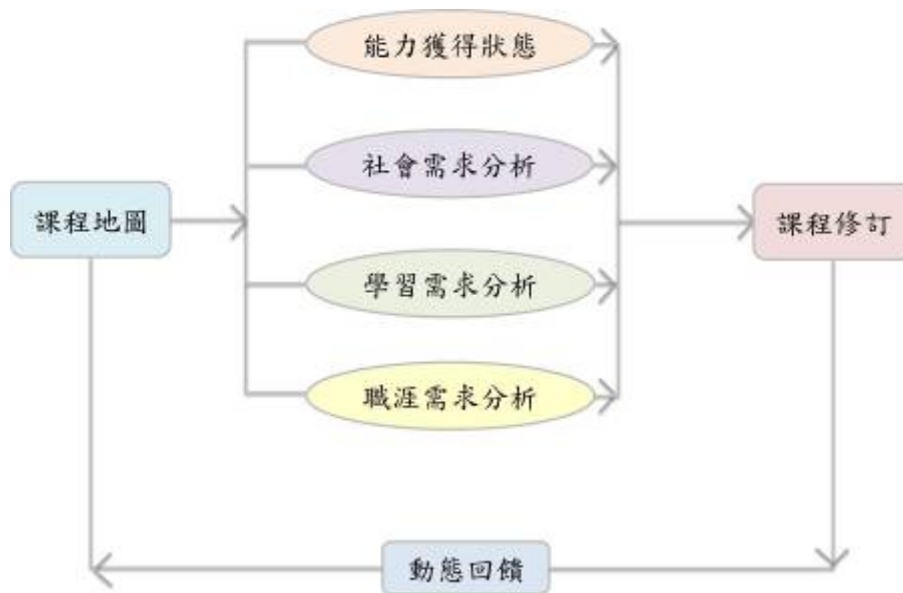 能力獲得狀態
社會需求分析
課程地圖
課程修訂
學習需求分析
職涯需求分析
動態回饋